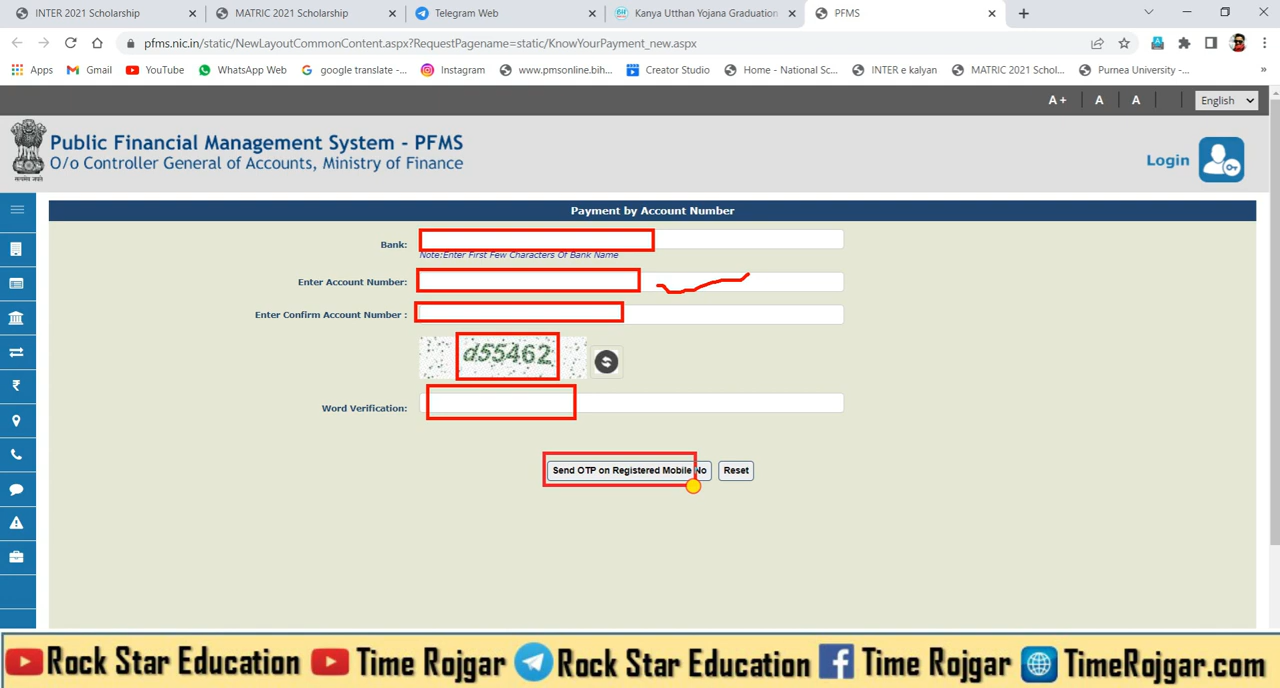 INTER 2021 Scholarship
MATRIC 2021 Scholarship
Telegram Web
Kanya Utthan Yojana Graduation
PFMS
pfms.nic.in/static/NewLayoutCommonContent.aspx?RequestPagename=static/KnowYourPayment_new.aspx
Apps
Gmail
YouTube
WhatsApp Web
google translate -...
Instagram
www.pmsonline.bih...
Creator Studio
Home - National Sc...
INTER e kalyan
MATRIC 2021 Schol...
Purnea University -...
»
A+ A A
English
Public Financial Management System - PFMS
O/o Controller General of Accounts, Ministry of Finance
सत्यमेव जयते
Login
Payment by Account Number
Bank:
Note:Enter First Few Characters Of Bank Name
Enter Account Number:
Enter Confirm Account Number :
d55462
Word Verification:
Send OTP on Registered Mobile No
Reset
Rock Star Education Time Rojgar Rock Star Education Time Rojgar TimeRojgar.com